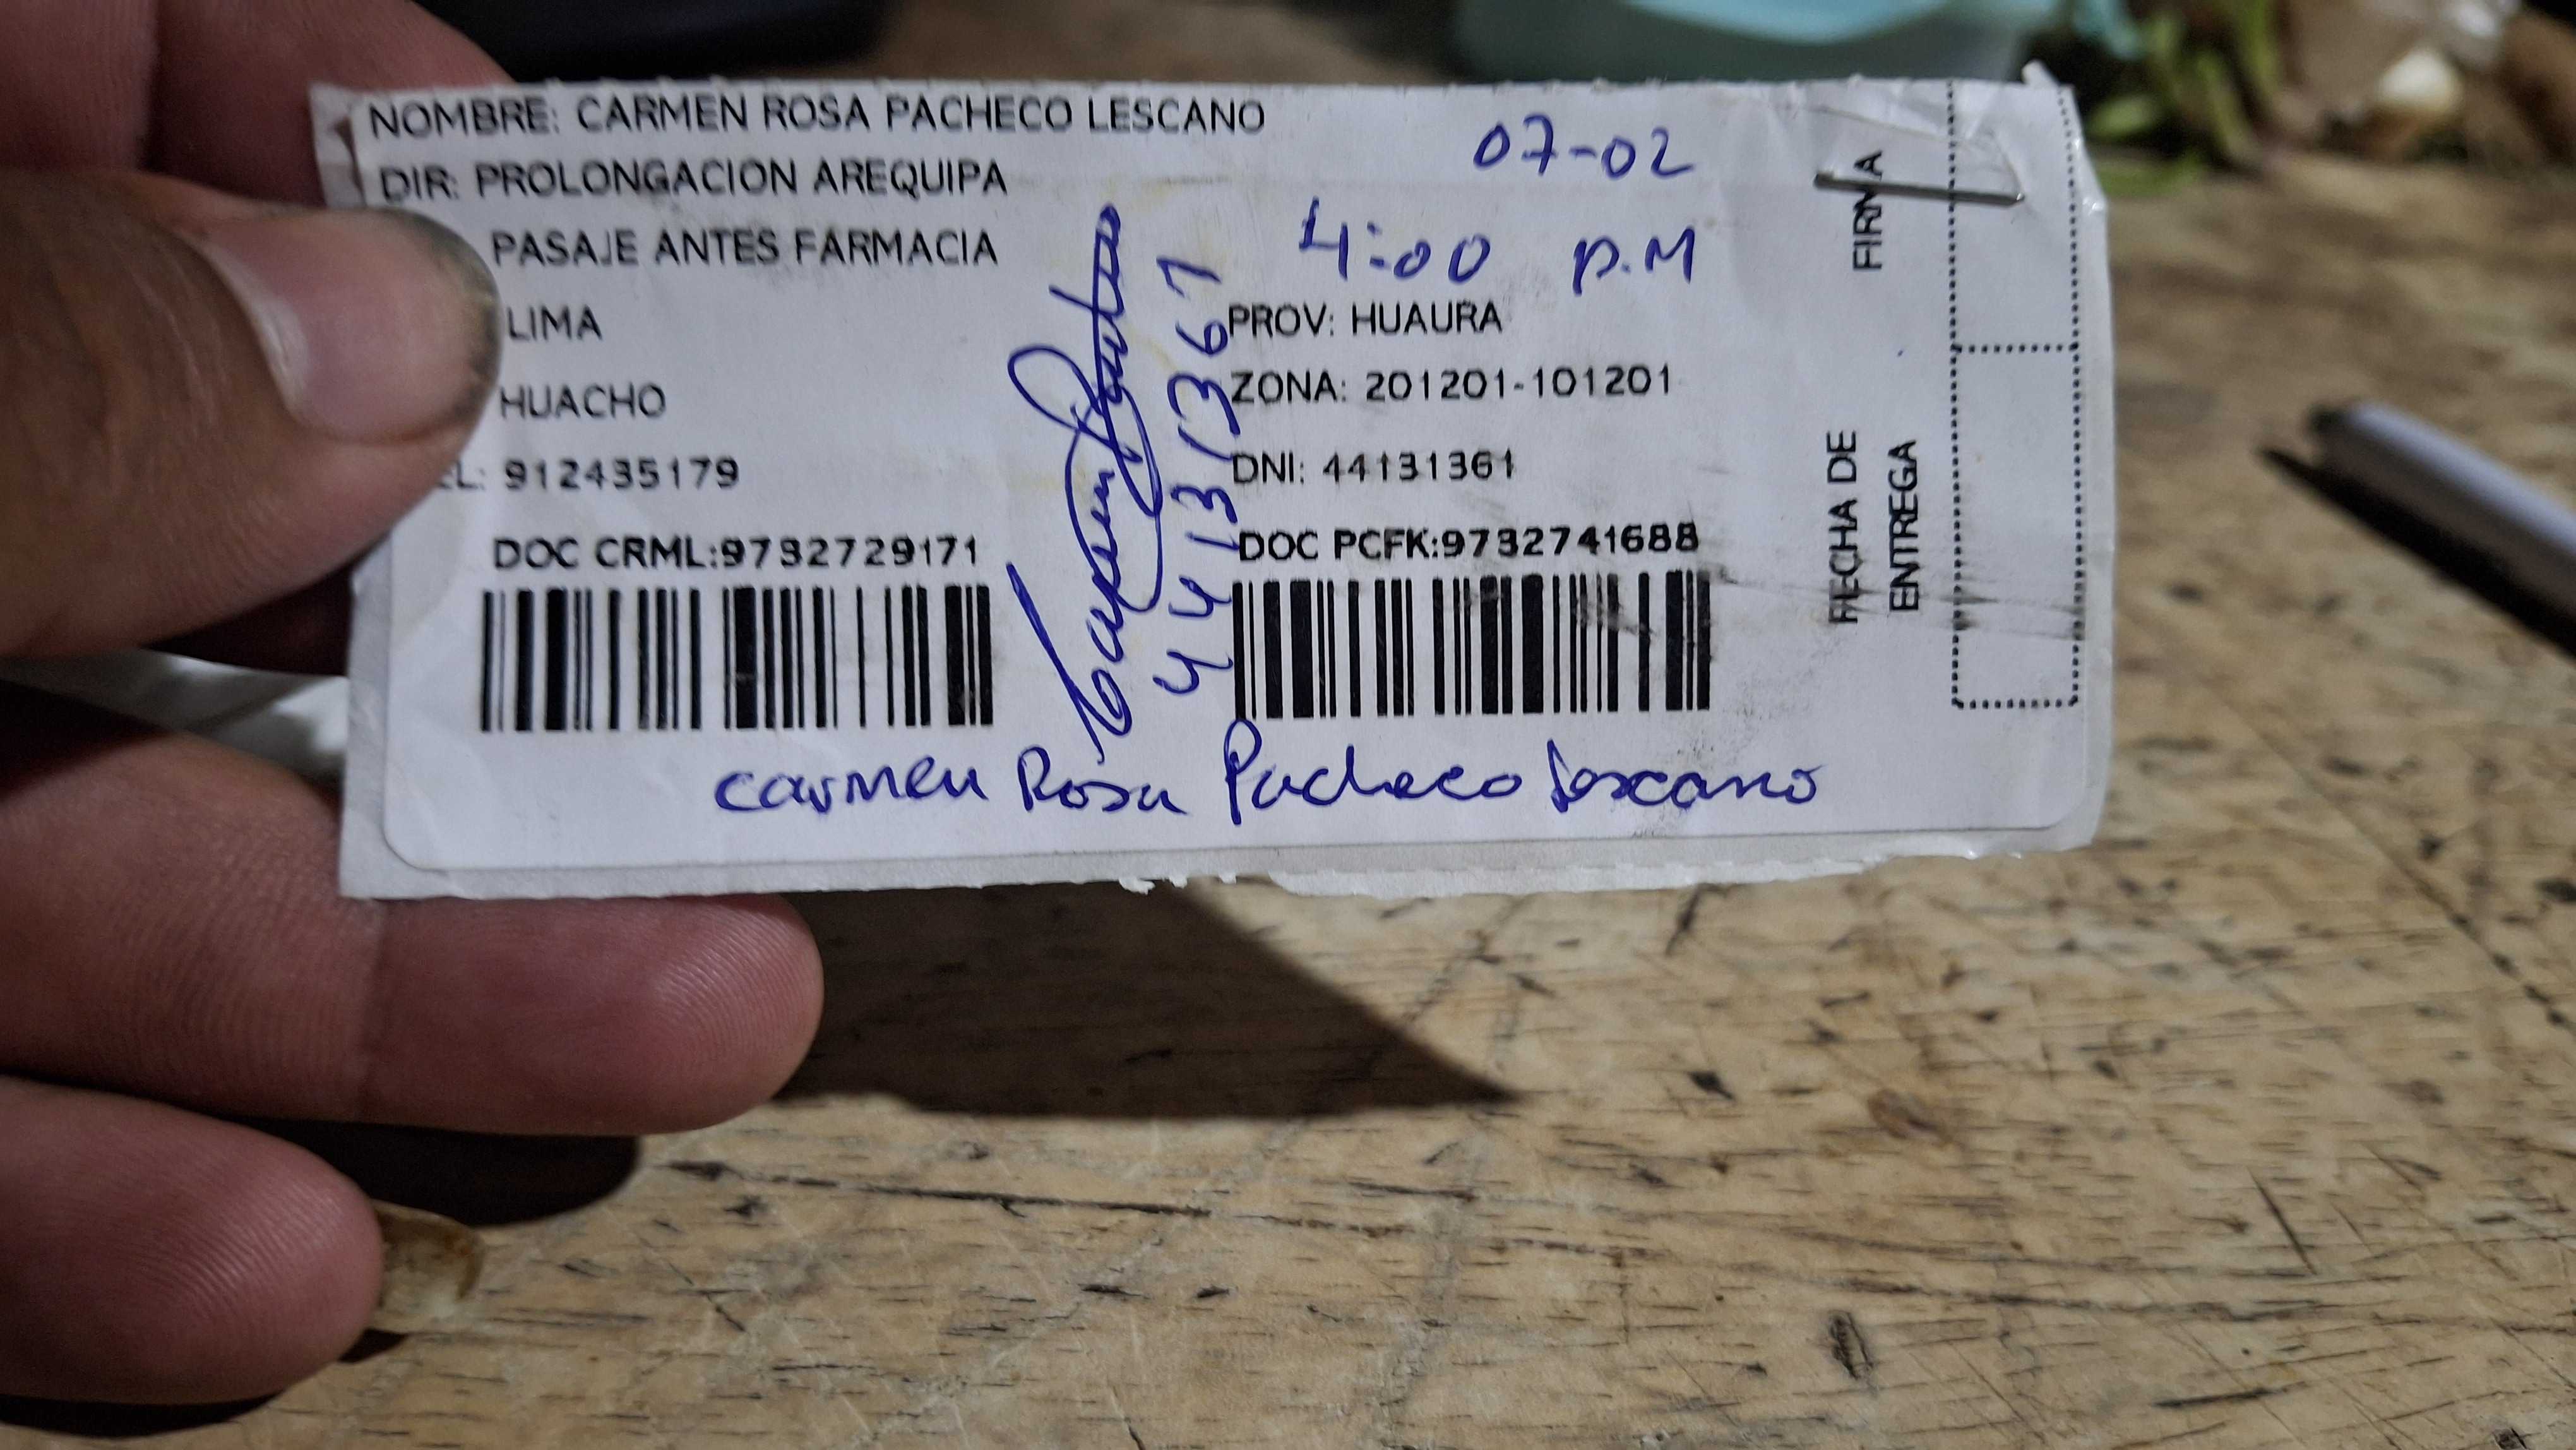 NOMBRE: CARMEN ROSA PACHECO LESCANO
07-02
DIR: PROLONGACION AREQUIPA
PASAJE ANTES FARMACIA
4:00 P.M
LIMA
PROV: HUAURA
HUACHO
ZONA: 201201-101201
EL: 912435179
DNI: 44131361
DOC CRML:9732729171
DOC PCFK:9732741688
44131361
Carmen Rosa Pacheco Lescano
FIRMA
FECHA DE
ENTREGA